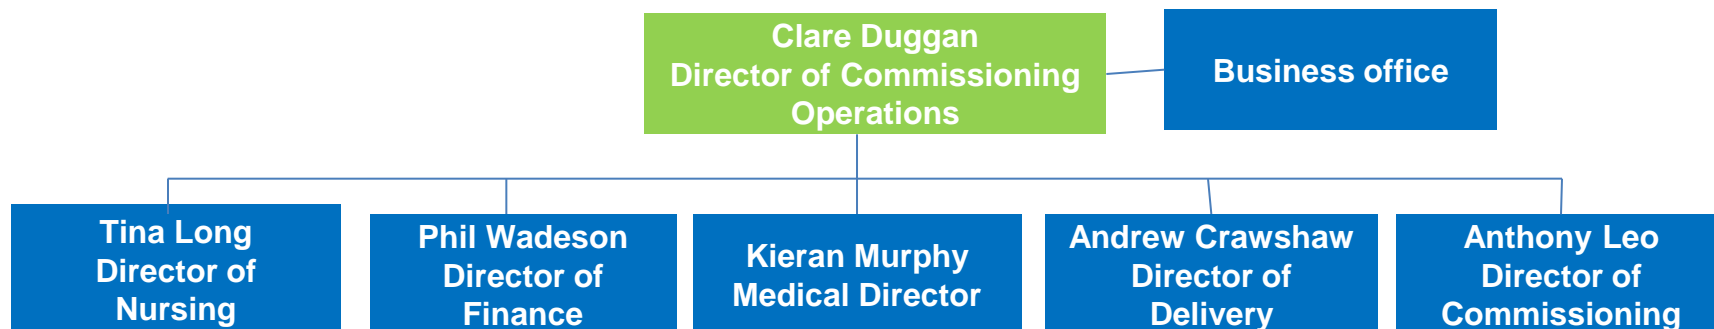 Clare Duggan
Director of Commissioning
Operations
Business office
Tina Long
Director of
Nursing
Phil Wadeson
Director of
Finance
Kieran Murphy
Medical Director
Andrew Crawshaw
Director of
Delivery
Anthony Leo
Director of
Commissioning